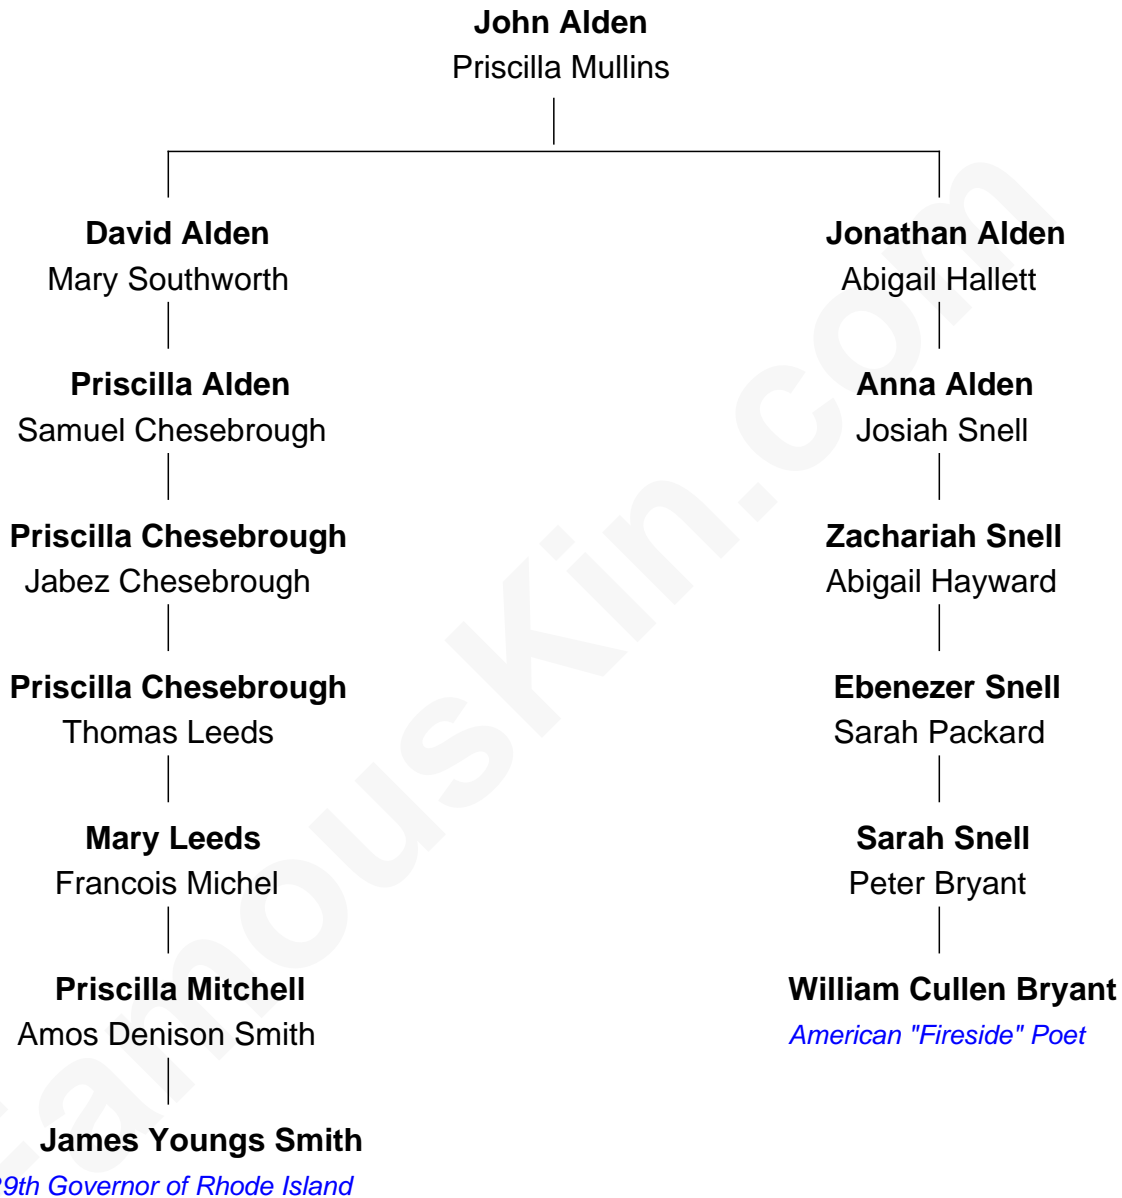 John Alden
Priscilla Mullins
David Alden
Mary Southworth
Jonathan Alden
Abigail Hallett
Priscilla Alden
Samuel Chesebrough
Anna Alden
Josiah Snell
Priscilla Chesebrough
Jabez Chesebrough
Zachariah Snell
Abigail Hayward
Priscilla Chesebrough
Thomas Leeds
Ebenezer Snell
Sarah Packard
Mary Leeds
Francois Michel
Sarah Snell
Peter Bryant
Priscilla Mitchell
Amos Denison Smith
William Cullen Bryant
American "Fireside" Poet
James Youngs Smith
Governor of Rhode Island
FamousKin.com